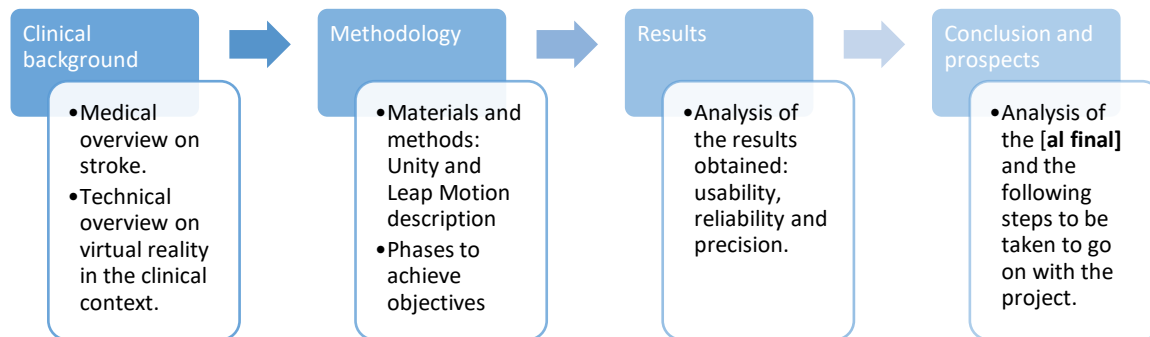 Clinical
background
•Medical
overview on
stroke.
•Technical
overview on
virtual reality
in the clinical
context.
Methodology
•Materials and
methods:
Unity and
Leap Motion
description
•Phases to
achieve
objectives
Results
•Analysis of
the results
obtained:
usability,
reliability and
precision.
Conclusion and
prospects
•Analysis of
the [al final]
and the
following
steps to be
taken to go
on with the
project.